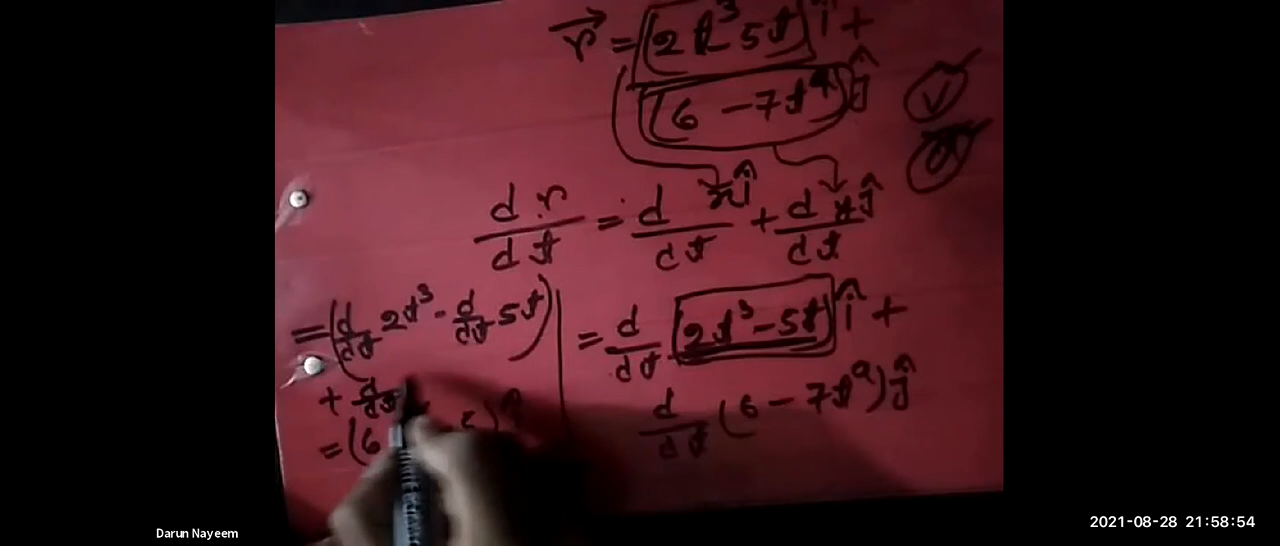 r⃗ = (2t³ 5t) î +
(6 - 7t⁴) ĵ
dr/dt = d/dt x î + d/dt y ĵ
= (d/dt 2t³ - d/dt 5t)
+ d/dt
= (6
= d/dt (2t³ - 5t) î +
d/dt (6 - 7t⁴) ĵ
Darun Nayeem
2021-08-28 21:58:54